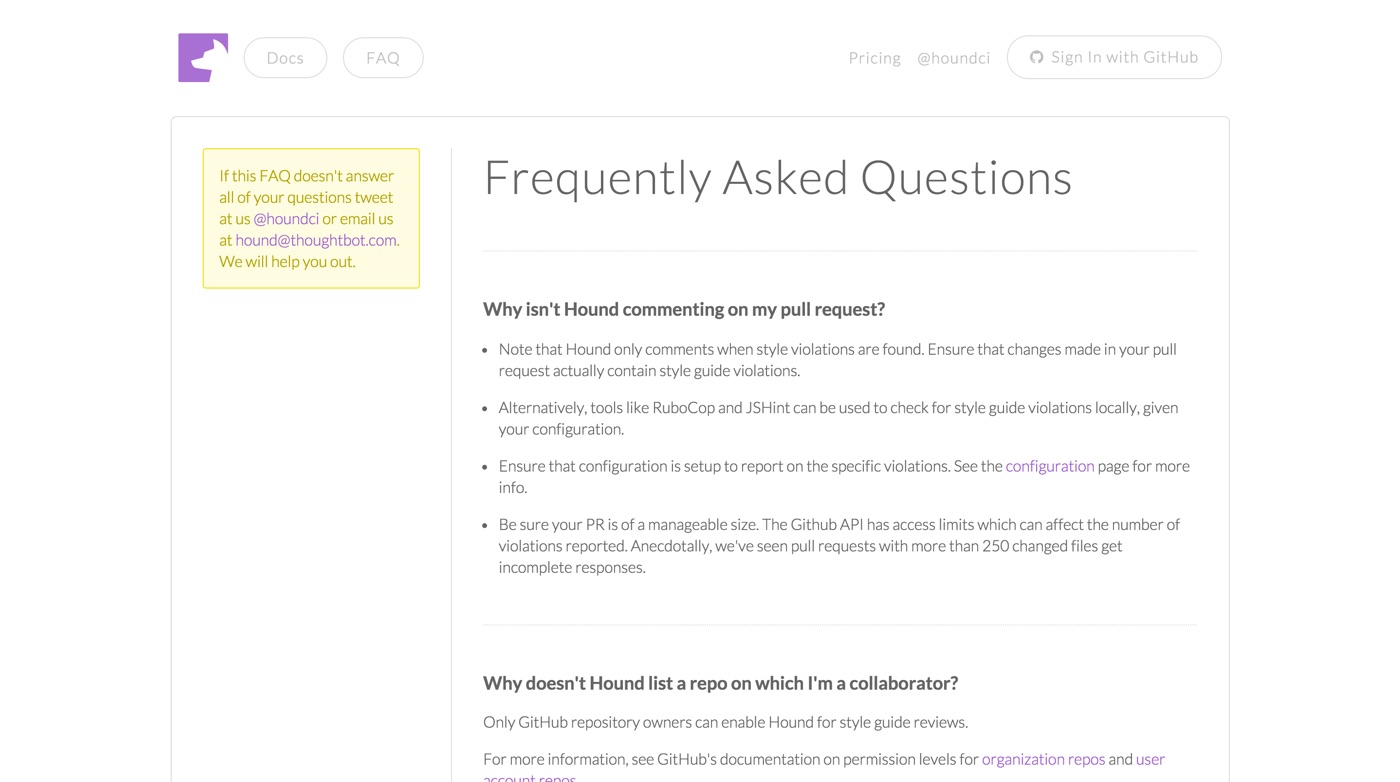 Docs
FAQ
Pricing
@houndci
Sign In with GitHub
If this FAQ doesn't answer
all of your questions tweet
at us @houndci or email us
at hound@thoughtbot.com.
We will help you out.
Frequently Asked Questions
Why isn't Hound commenting on my pull request?
Note that Hound only comments when style violations are found. Ensure that changes made in your pull
request actually contain style guide violations.
Alternatively, tools like RuboCop and JSHint can be used to check for style guide violations locally, given
your configuration.
Ensure that configuration is setup to report on the specific violations. See the configuration page for more
info.
Be sure your PR is of a manageable size. The Github API has access limits which can affect the number of
violations reported. Anecdotally, we've seen pull requests with more than 250 changed files get
incomplete responses.
Why doesn't Hound list a repo on which I'm a collaborator?
Only GitHub repository owners can enable Hound for style guide reviews.
For more information, see GitHub's documentation on permission levels for organization repos and user
account repos.